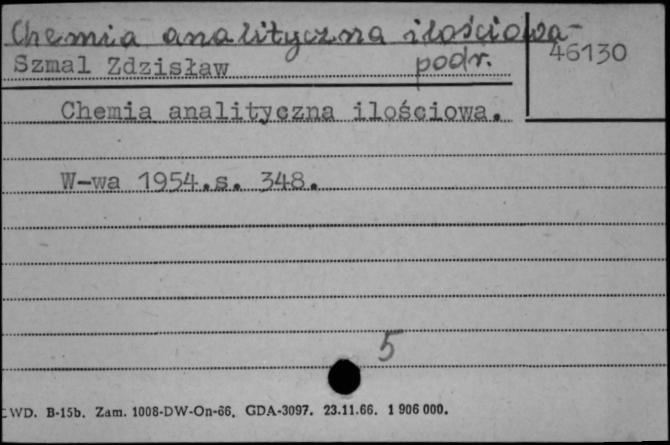 Chemia analityczna ilościowa-
podr.
46130
Szmal Zdzisław
Chemia analityczna ilościowa.
W-wa 1954.s. 348.
5
WD. B-15b. Zam. 1008-DW-On-66. GDA-3097. 23.11.66. 1 906 000.